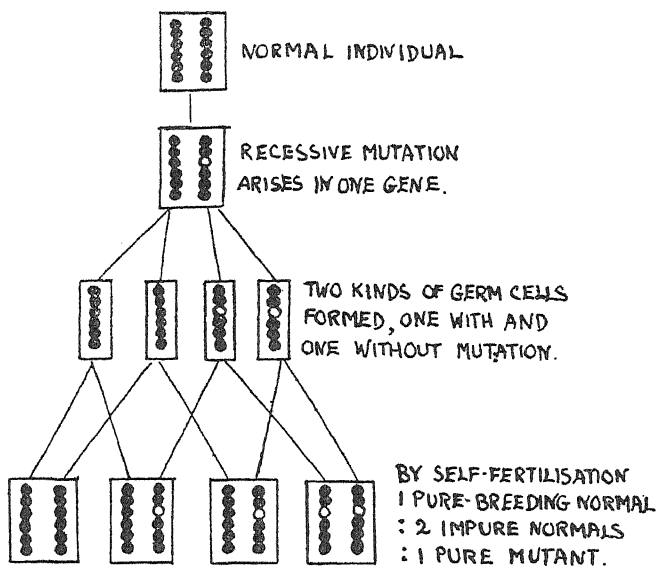 NORMAL INDIVIDUAL
RECESSIVE MUTATION
ARISES IN ONE GENE.
TWO KINDS OF GERM CELLS
FORMED, ONE WITH AND
ONE WITHOUT MUTATION.
BY SELF-FERTILISATION
1 PURE-BREEDING NORMAL
: 2 IMPURE NORMALS
: 1 PURE MUTANT.